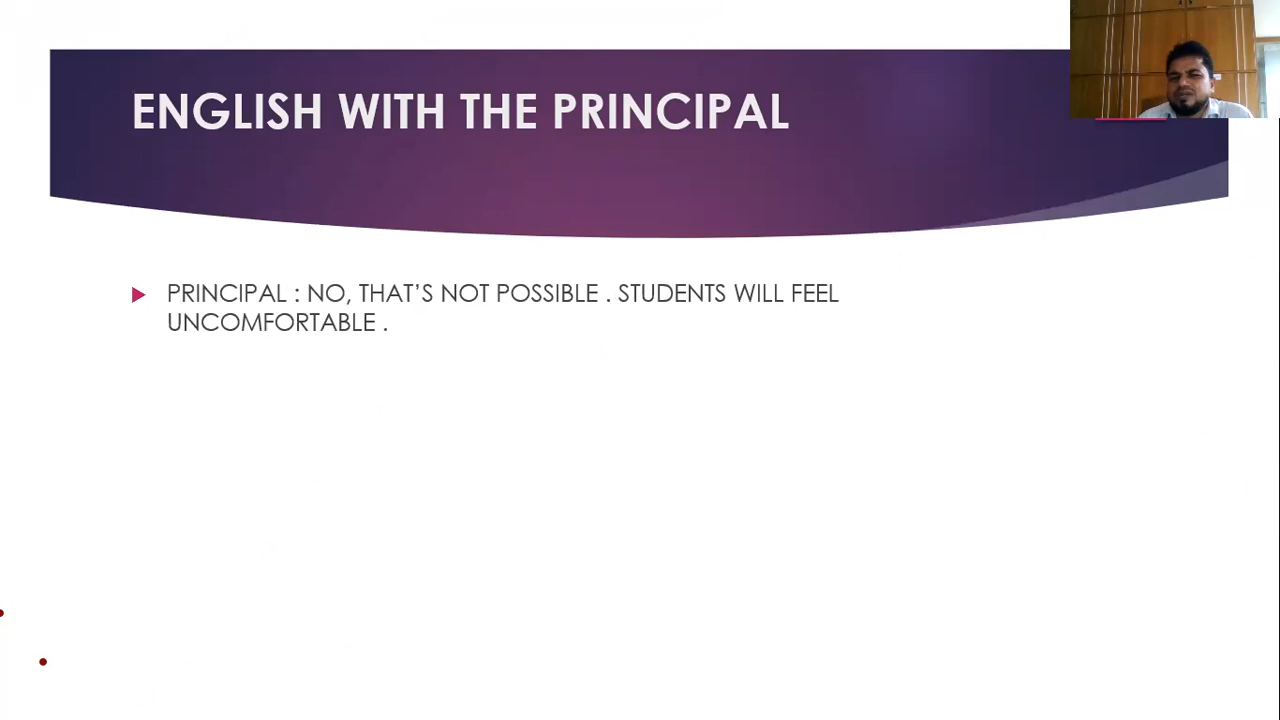 ENGLISH WITH THE PRINCIPAL
PRINCIPAL : NO, THAT’S NOT POSSIBLE . STUDENTS WILL FEEL
UNCOMFORTABLE .